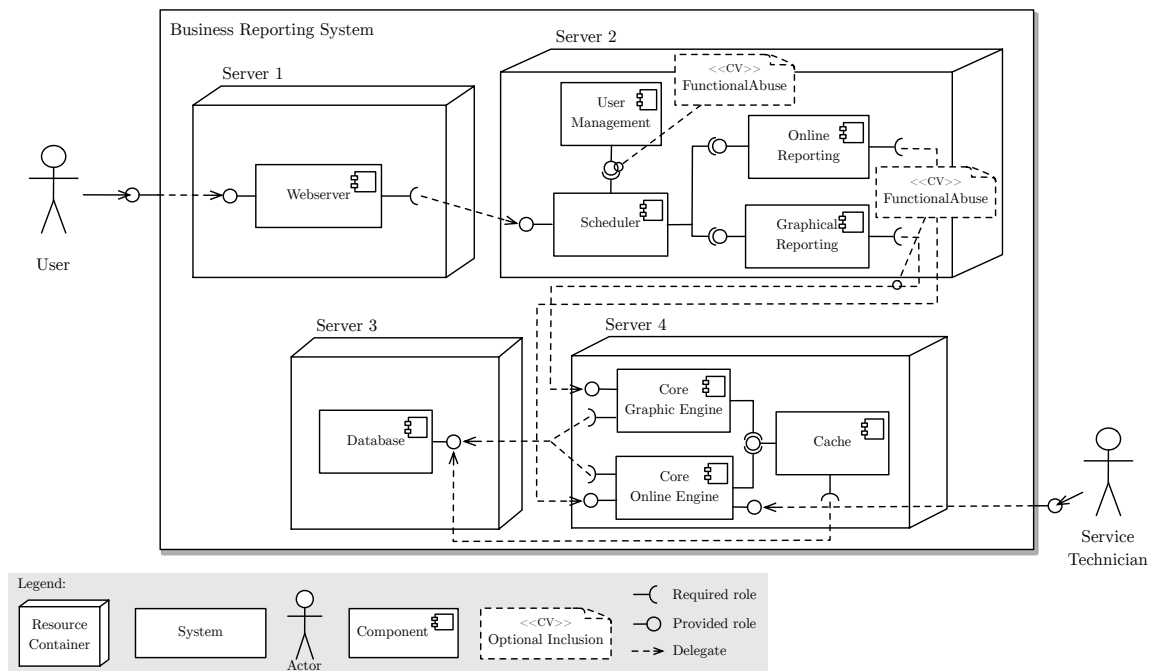 Business Reporting System
Server 2
Server 1
<<CV>>
FunctionalAbuse
User
Management
Online
Reporting
<<CV>>
FunctionalAbuse
Webserver
Scheduler
Graphical
Reporting
User
Server 3
Server 4
Core
Graphic Engine
Database
Cache
Core
Online Engine
Service
Technician
Legend:
Resource
Container
System
Actor
Component
<<CV>>
Optional Inclusion
Required role
Provided role
Delegate